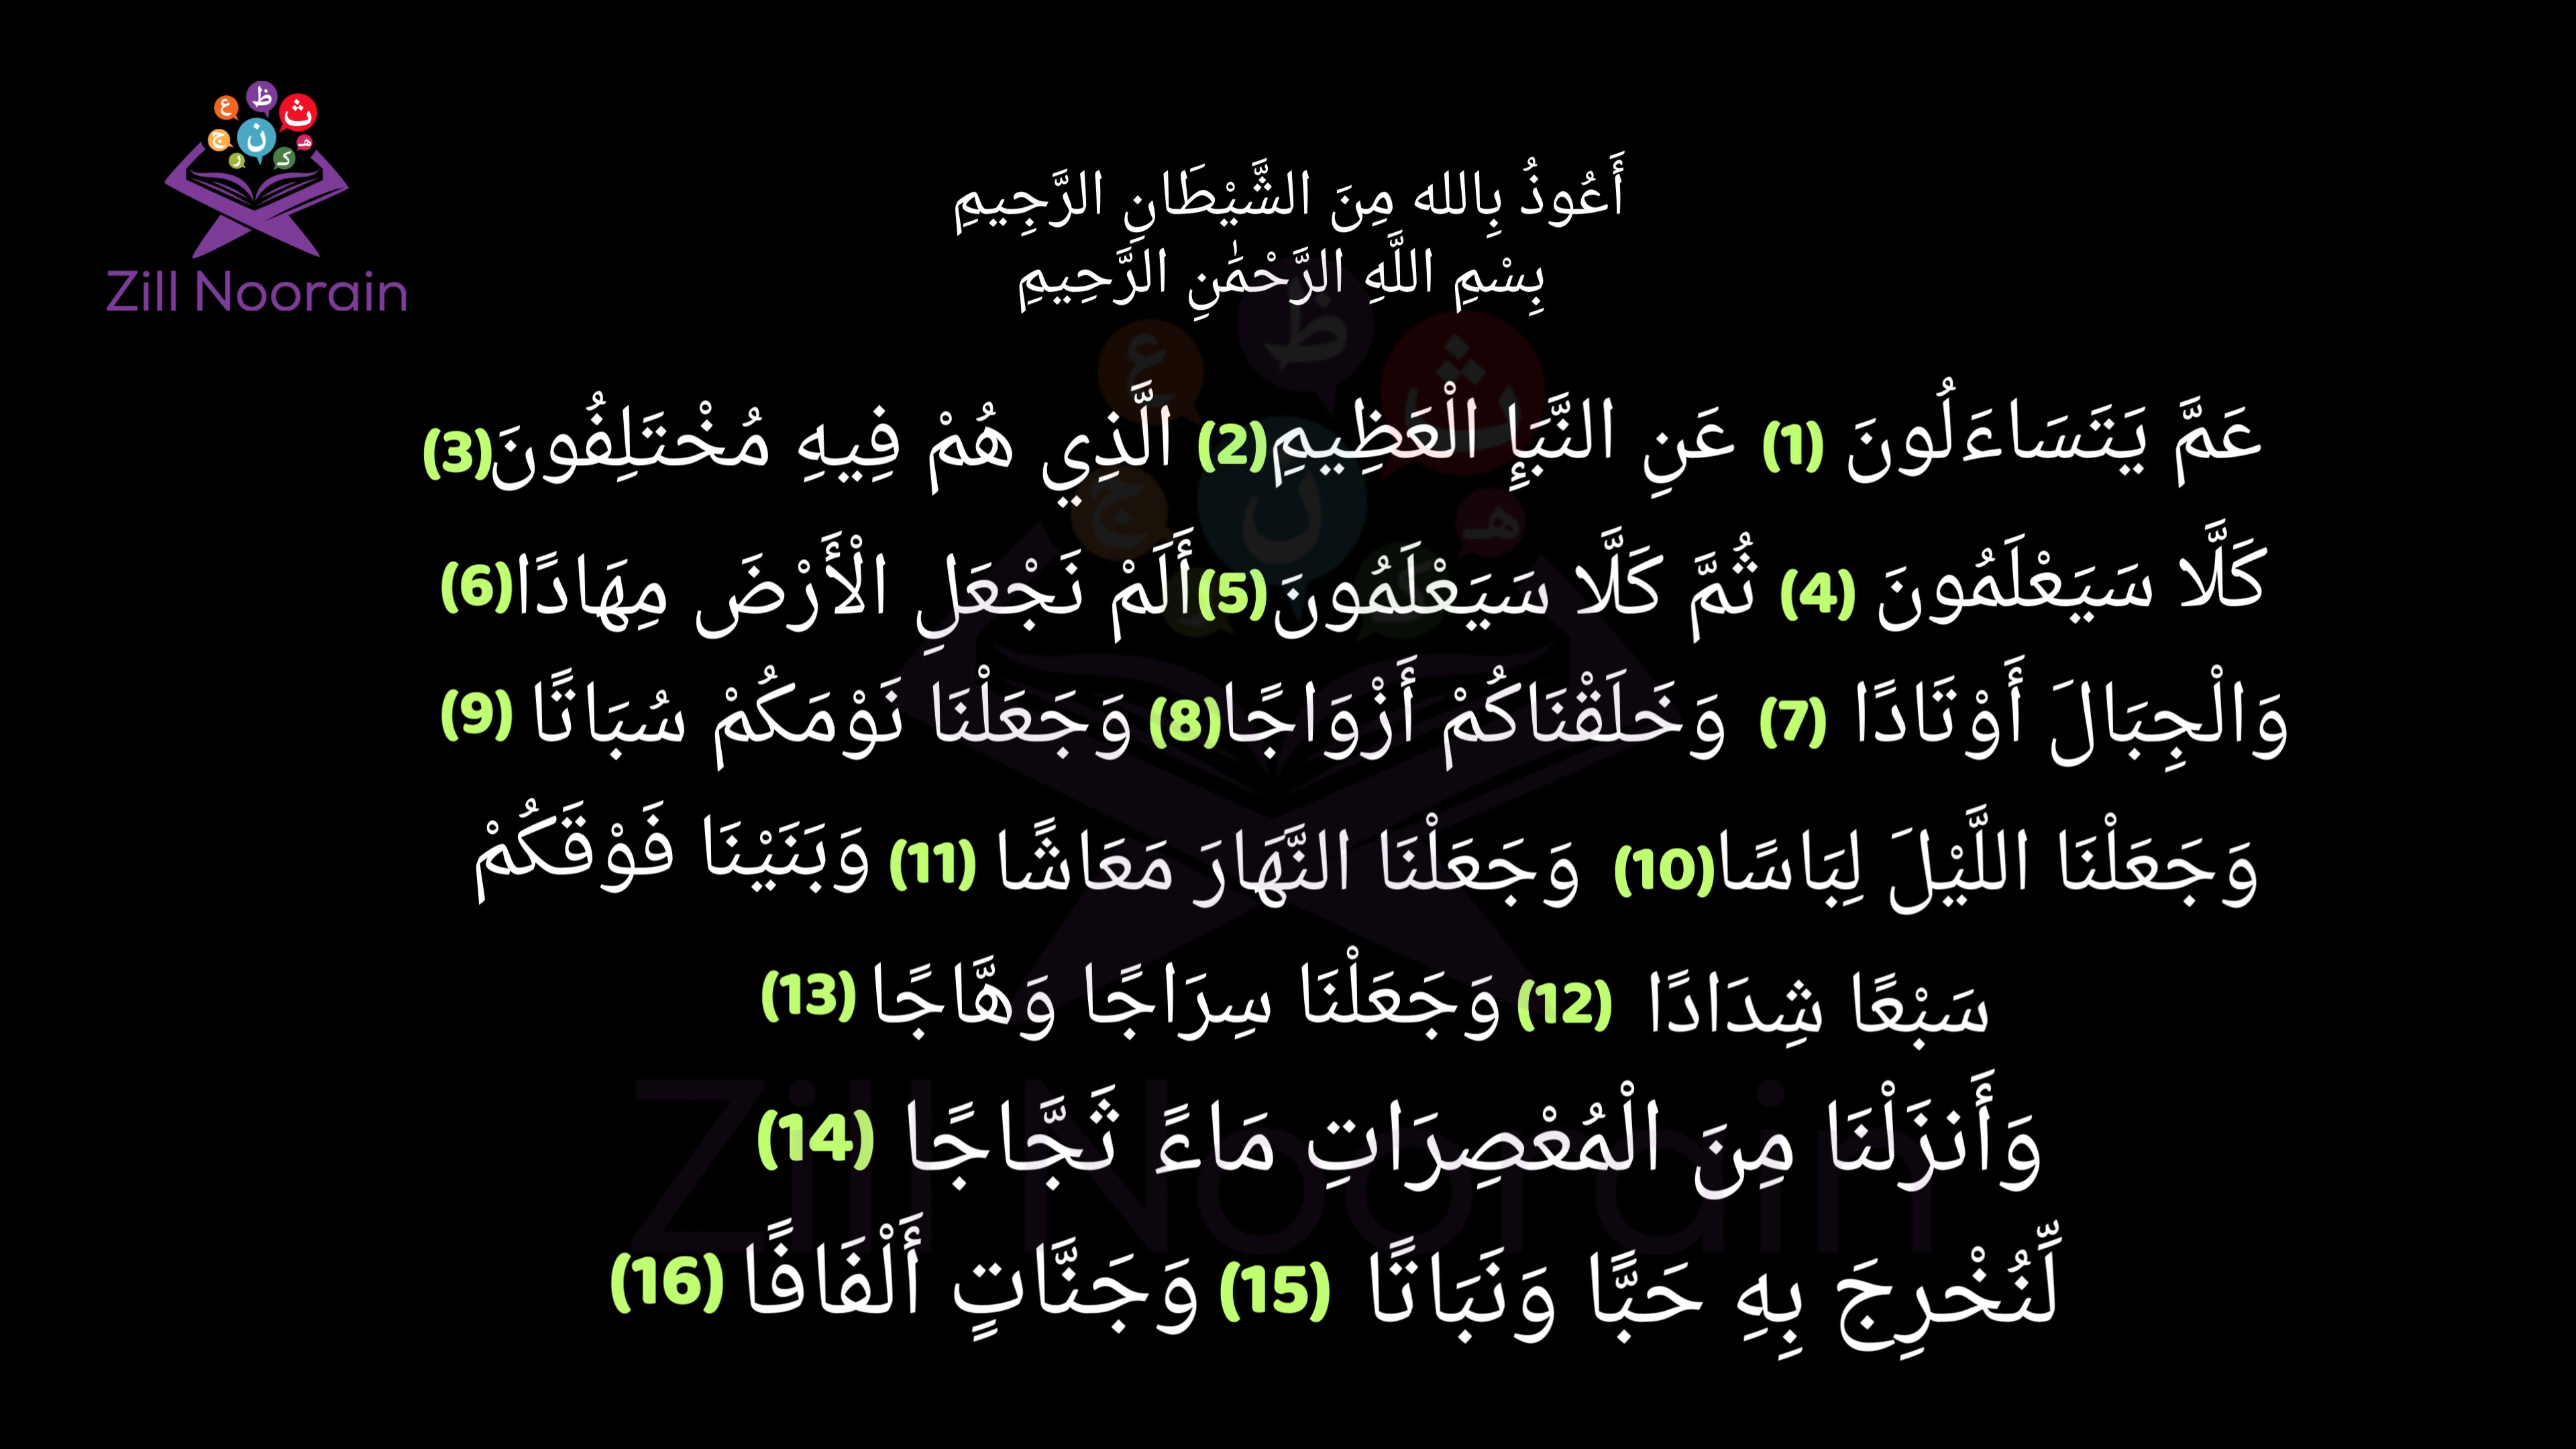 ظ
ع
ث
ن
ج
ه
ر
ک
Zill Noorain
أَعُوذُ بِالله مِنَ الشَّيْطَانِ الرَّجِيمِ
بِسْمِ اللَّهِ الرَّحْمَٰنِ الرَّحِيمِ
عَمَّ يَتَسَاءَلُونَ (1) عَنِ النَّبَإِ الْعَظِيمِ(2) الَّذِي هُمْ فِيهِ مُخْتَلِفُونَ(3)
كَلَّا سَيَعْلَمُونَ (4) ثُمَّ كَلَّا سَيَعْلَمُونَ(5)أَلَمْ نَجْعَلِ الْأَرْضَ مِهَادًا(6)
وَالْجِبَالَ أَوْتَادًا (7) وَخَلَقْنَاكُمْ أَزْوَاجًا(8) وَجَعَلْنَا نَوْمَكُمْ سُبَاتًا (9)
وَجَعَلْنَا اللَّيْلَ لِبَاسًا(10) وَجَعَلْنَا النَّهَارَ مَعَاشًا (11) وَبَنَيْنَا فَوْقَكُمْ
سَبْعًا شِدَادًا (12) وَجَعَلْنَا سِرَاجًا وَهَّاجًا (13)
وَأَنزَلْنَا مِنَ الْمُعْصِرَاتِ مَاءً ثَجَّاجًا (14)
لِّنُخْرِجَ بِهِ حَبًّا وَنَبَاتًا (15) وَجَنَّاتٍ أَلْفَافًا (16)
Zill Noorain